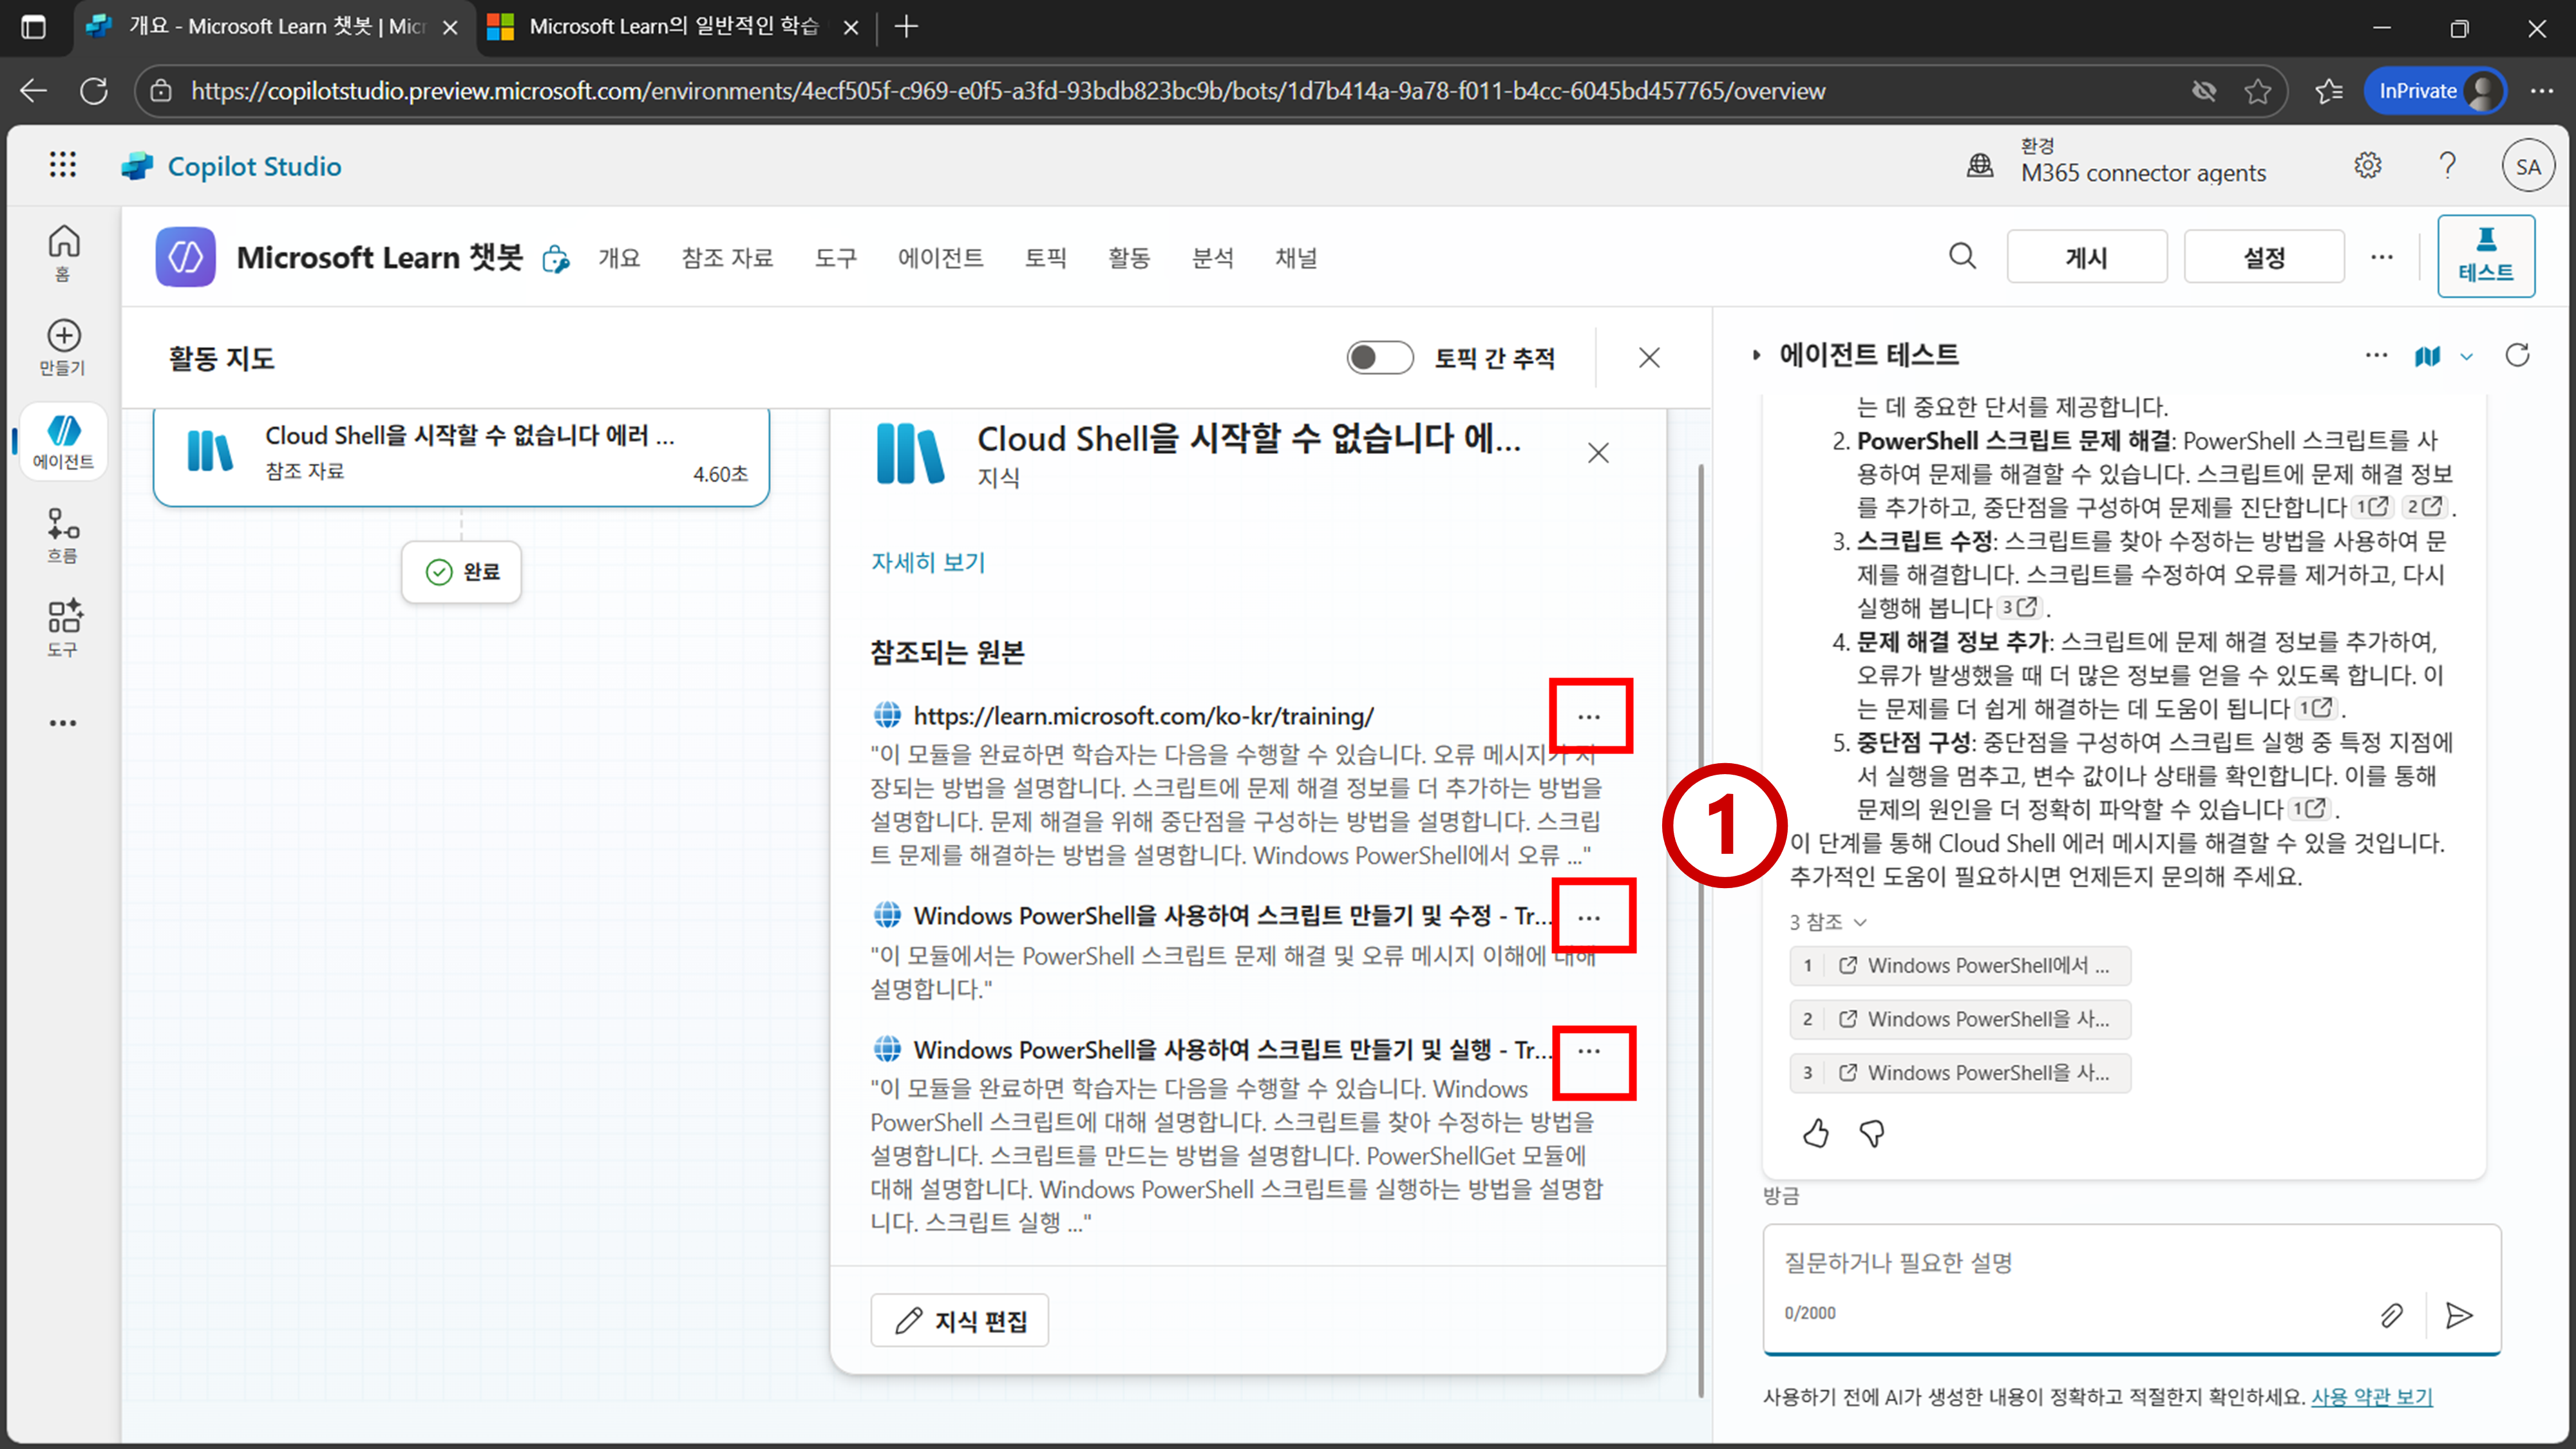 개요 - Microsoft Learn 챗봇 | Micr
Microsoft Learn의 일반적인 학습
https://copilotstudio.preview.microsoft.com/environments/4ecf505f-c969-e0f5-a3fd-93bdb823bc9b/bots/1d7b414a-9a78-f011-b4cc-6045bd457765/overview
InPrivate
Copilot Studio
환경
M365 connector agents
SA
홈
만들기
에이전트
흐름
도구
Microsoft Learn 챗봇
개요
참조 자료
도구
에이전트
토픽
활동
분석
채널
게시
설정
테스트
활동 지도
토픽 간 추적
Cloud Shell을 시작할 수 없습니다 에러 ...
참조 자료
4.60초
완료
Cloud Shell을 시작할 수 없습니다 에...
지식
자세히 보기
참조되는 원본
https://learn.microsoft.com/ko-kr/training/
"이 모듈을 완료하면 학습자는 다음을 수행할 수 있습니다. 오류 메시지가 저
장되는 방법을 설명합니다. 스크립트에 문제 해결 정보를 더 추가하는 방법을
설명합니다. 문제 해결을 위해 중단점을 구성하는 방법을 설명합니다. 스크립
트 문제를 해결하는 방법을 설명합니다. Windows PowerShell에서 오류 ..."
Windows PowerShell을 사용하여 스크립트 만들기 및 수정 - Tr...
"이 모듈에서는 PowerShell 스크립트 문제 해결 및 오류 메시지 이해에 대해
설명합니다."
Windows PowerShell을 사용하여 스크립트 만들기 및 실행 - Tr...
"이 모듈을 완료하면 학습자는 다음을 수행할 수 있습니다. Windows
PowerShell 스크립트에 대해 설명합니다. 스크립트를 찾아 수정하는 방법을
설명합니다. 스크립트를 만드는 방법을 설명합니다. PowerShellGet 모듈에
대해 설명합니다. Windows PowerShell 스크립트를 실행하는 방법을 설명합
니다. 스크립트 실행 ..."
지식 편집
1
에이전트 테스트
는 데 중요한 단서를 제공합니다.
2. PowerShell 스크립트 문제 해결: PowerShell 스크립트를 사
용하여 문제를 해결할 수 있습니다. 스크립트에 문제 해결 정보
를 추가하고, 중단점을 구성하여 문제를 진단합니다 1 2 .
3. 스크립트 수정: 스크립트를 찾아 수정하는 방법을 사용하여 문
제를 해결합니다. 스크립트를 수정하여 오류를 제거하고, 다시
실행해 봅니다 3 .
4. 문제 해결 정보 추가: 스크립트에 문제 해결 정보를 추가하여,
오류가 발생했을 때 더 많은 정보를 얻을 수 있도록 합니다. 이
는 문제를 더 쉽게 해결하는 데 도움이 됩니다 1 .
5. 중단점 구성: 중단점을 구성하여 스크립트 실행 중 특정 지점에
서 실행을 멈추고, 변수 값이나 상태를 확인합니다. 이를 통해
문제의 원인을 더 정확히 파악할 수 있습니다 1 .
이 단계를 통해 Cloud Shell 에러 메시지를 해결할 수 있을 것입니다.
추가적인 도움이 필요하시면 언제든지 문의해 주세요.
3 참조
1 Windows PowerShell에서 ...
2 Windows PowerShell을 사...
3 Windows PowerShell을 사...
방금
질문하거나 필요한 설명
0/2000
사용하기 전에 AI가 생성한 내용이 정확하고 적절한지 확인하세요. 사용 약관 보기